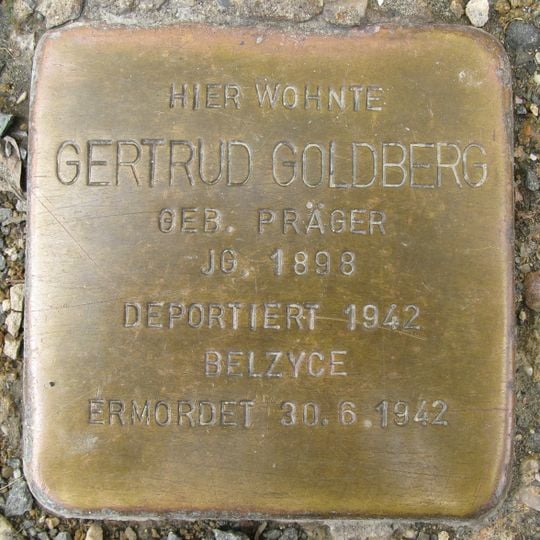 HIER WOHNTE
GERTRUD GOLDBERG
GEB. PRÄGER
JG. 1898
DEPORTIERT 1942
BELZYCE
ERMORDET 30.6.1942